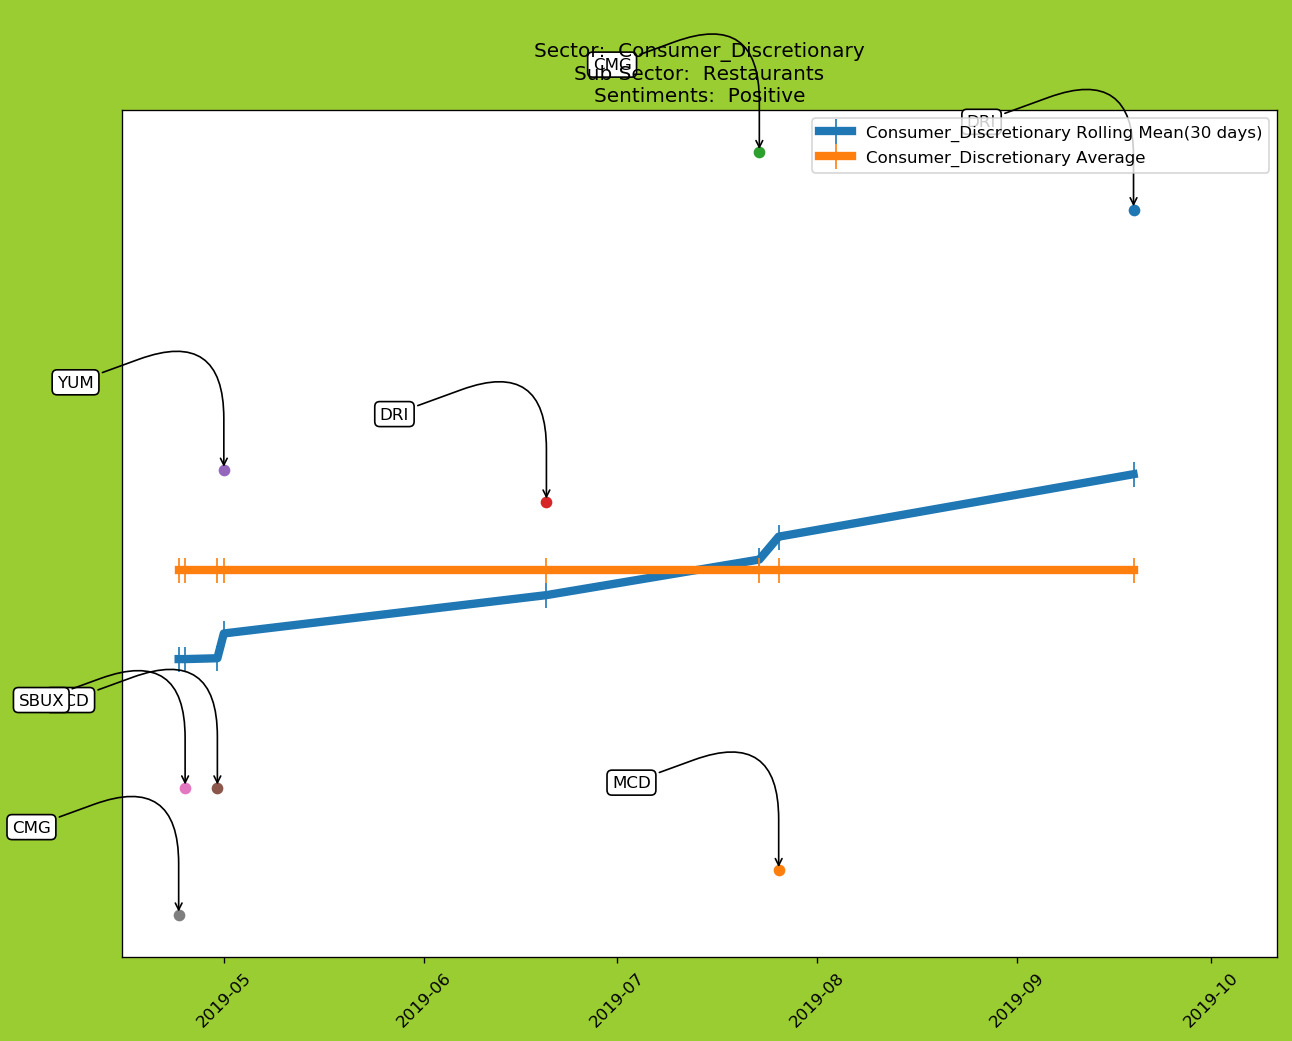 Sector:  Consumer_Discretionary
CMG
Sub Sector:  Restaurants
Sentiments:  Positive
DRI
Consumer_Discretionary Rolling Mean(30 days)
Consumer_Discretionary Average
YUM
DRI
SBUX
CD
MCD
CMG
2019-05
2019-06
2019-07
2019-08
2019-09
2019-10